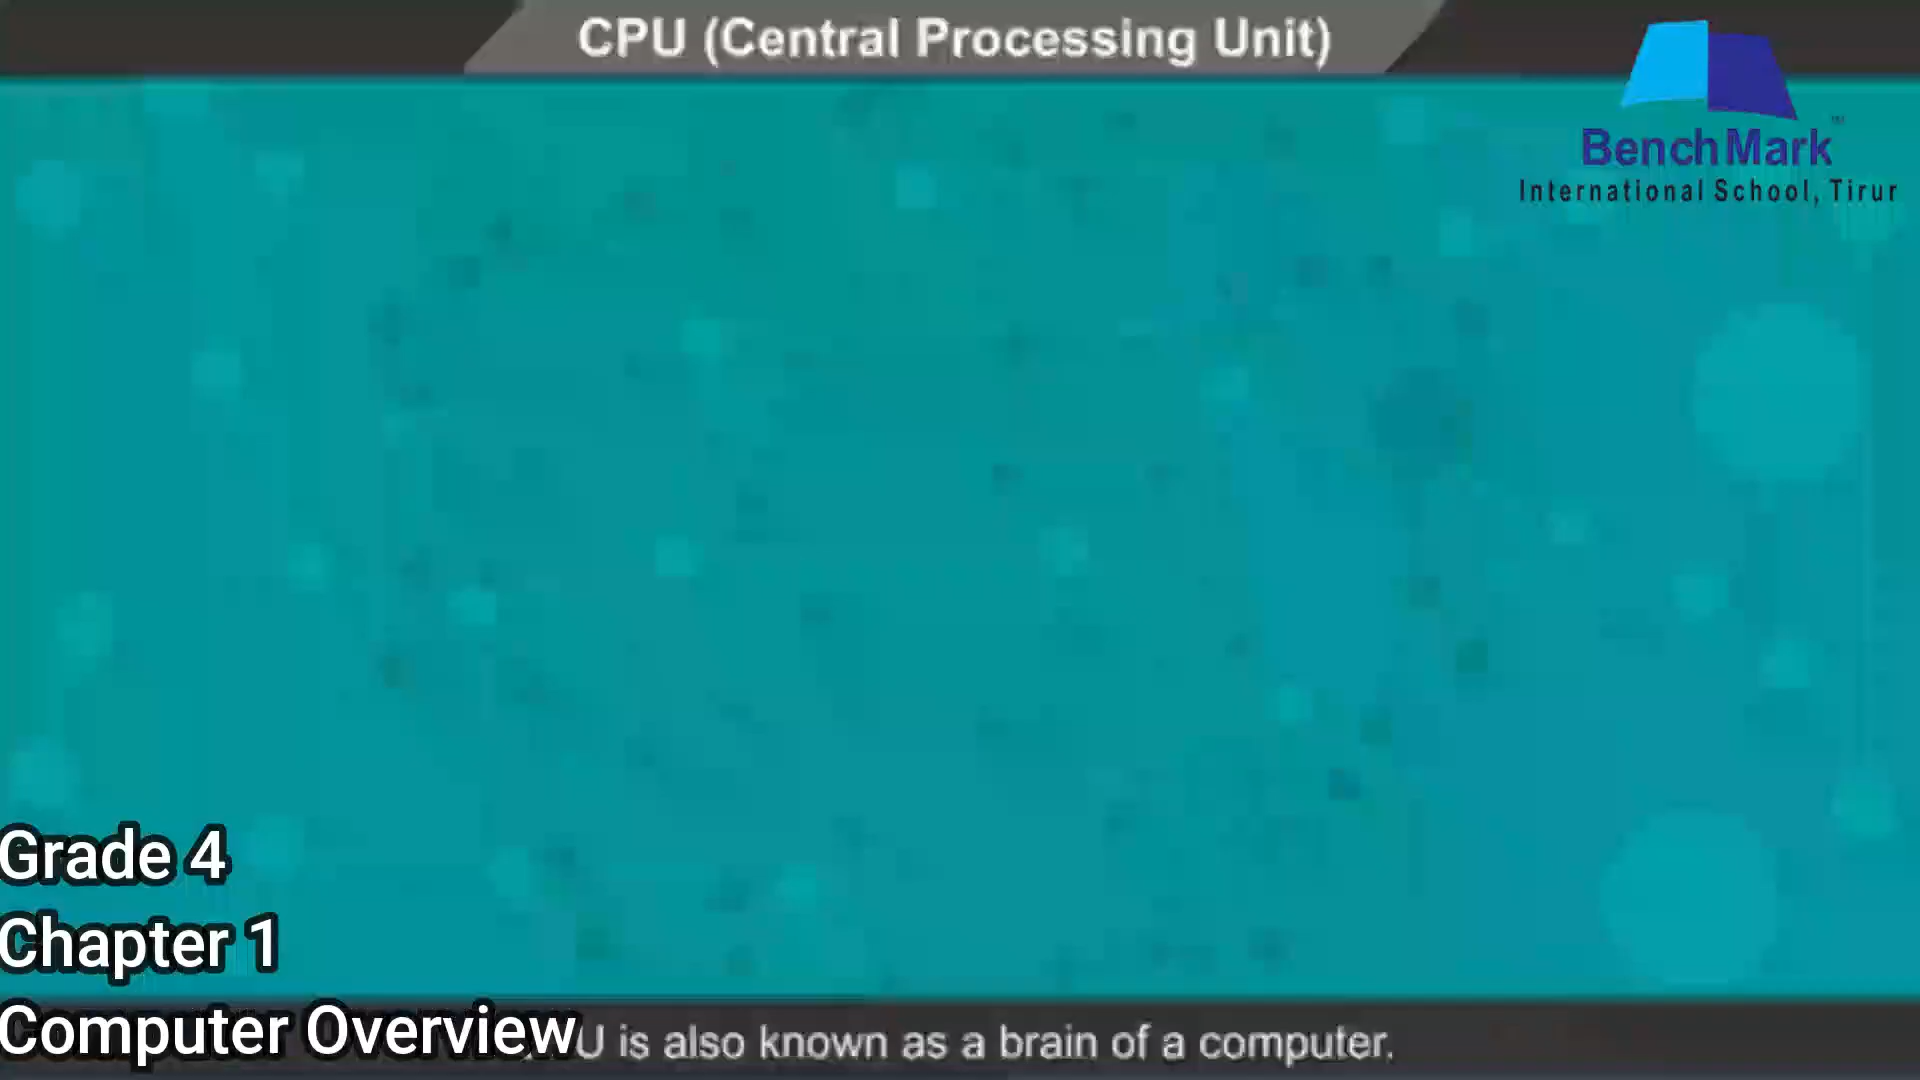 CPU (Central Processing Unit)
BenchMark
International School, Tirur
Grade 4
Chapter 1
Computer Overview
U is also known as a brain of a computer.